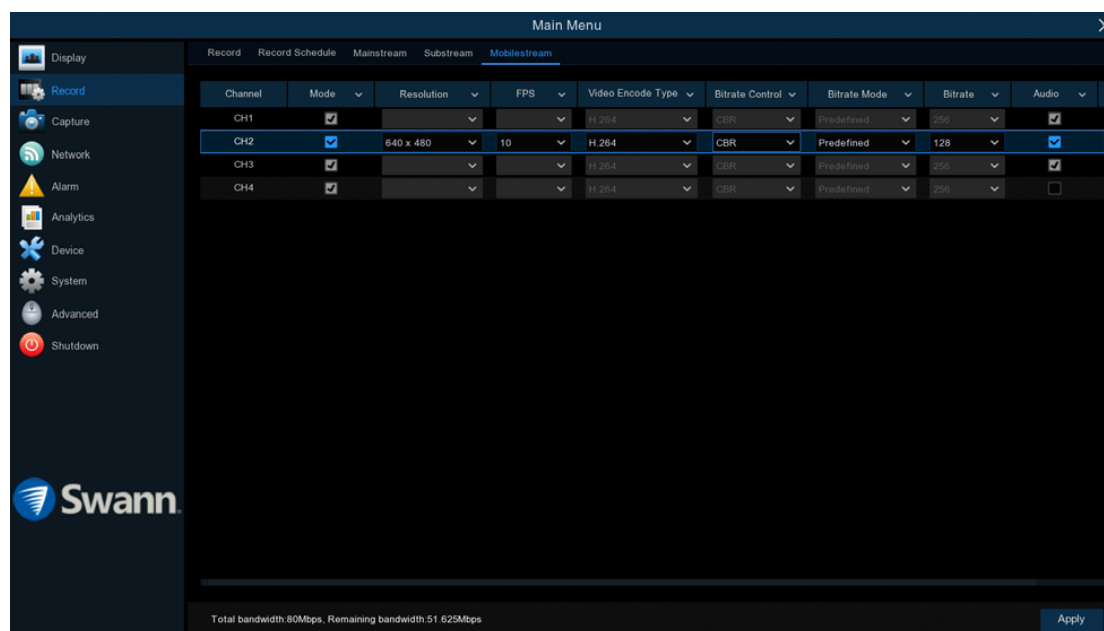 Main Menu
Display
Record
Capture
Network
Alarm
Analytics
Device
System
Advanced
Shutdown
Swann.
Record Record Schedule Mainstream Substream Mobilestream
Channel Mode Resolution FPS Video Encode Type Bitrate Control Bitrate Mode Bitrate Audio
CH1 H.264 CBR Predefined 256
CH2 640 x 480 10 H.264 CBR Predefined 128
CH3 H.264 CBR Predefined 256
CH4 H.264 CBR Predefined 256
Total bandwidth:80Mbps, Remaining bandwidth:51.625Mbps
Apply